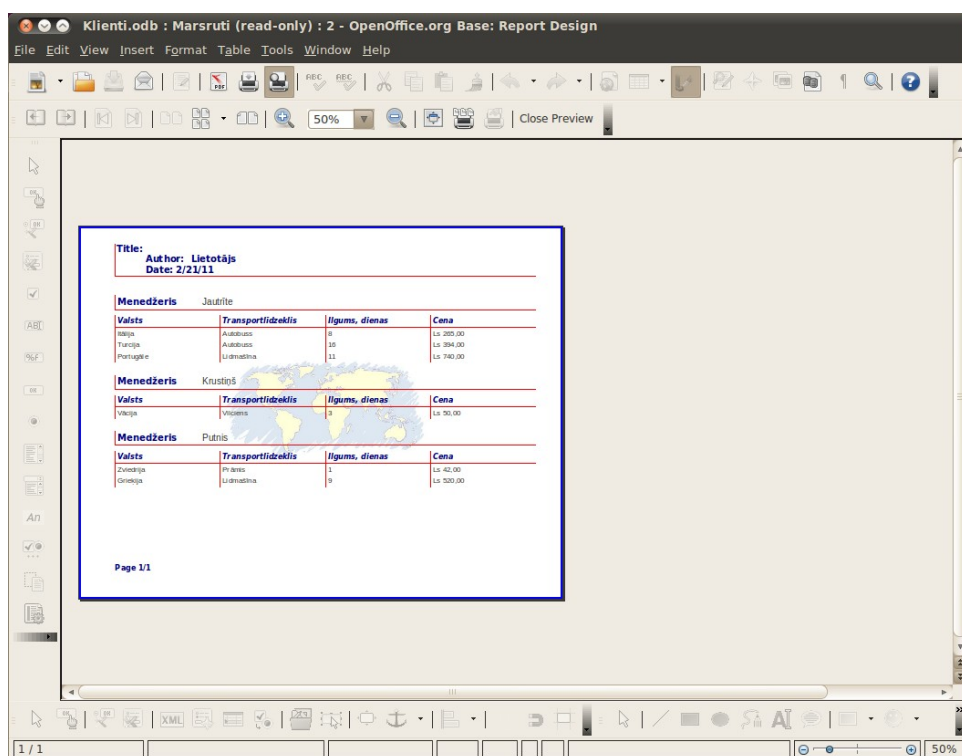 Klienti.odb : Marsruti (read-only) : 2 - OpenOffice.org Base: Report Design
File Edit View Insert Format Table Tools Window Help
50% Close Preview
Title:
Author: Lietotājs
Date: 2/21/11
Menedžeris Jautrīte
Valsts Transportlīdzeklis Ilgums, dienas Cena
Itālija Autobuss 8 Ls 265,00
Turcija Autobuss 16 Ls 394,00
Portugāle Lidmašīna 11 Ls 740,00
Menedžeris Krustiņš
Valsts Transportlīdzeklis Ilgums, dienas Cena
Vācija Vilciens 3 Ls 50,00
Menedžeris Putnis
Valsts Transportlīdzeklis Ilgums, dienas Cena
Zviedrija Prāmis 1 Ls 42,00
Griekija Lidmašīna 9 Ls 520,00
Page 1/1
1 / 1 50%